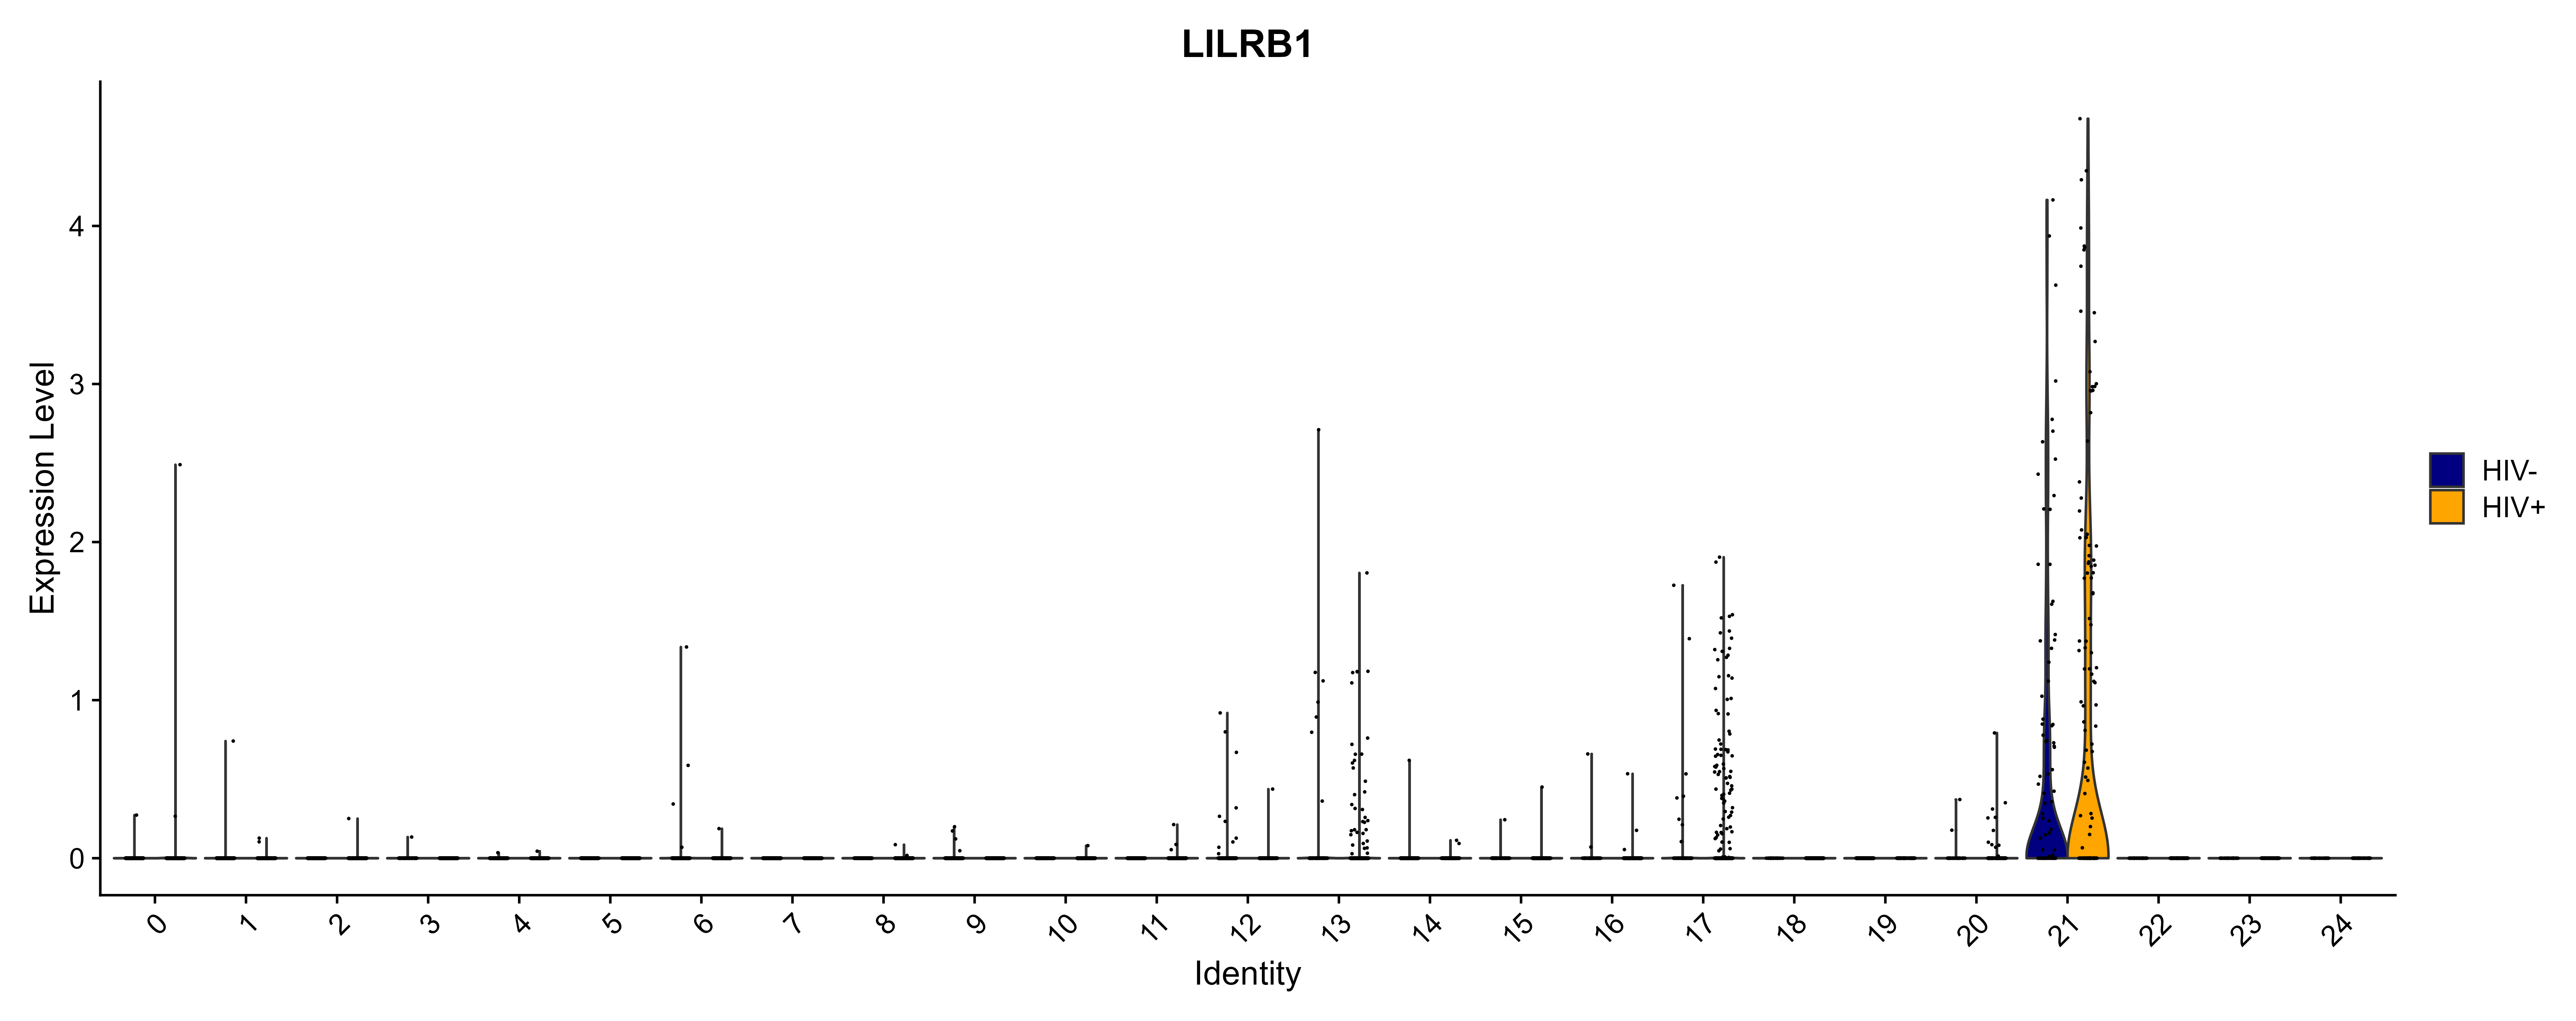 LILRB1
Expression Level
4
3
2
1
0
0 1 2 3 4 5 6 7 8 9 10 11 12 13 14 15 16 17 18 19 20 21 22 23 24
Identity
HIV-
HIV+